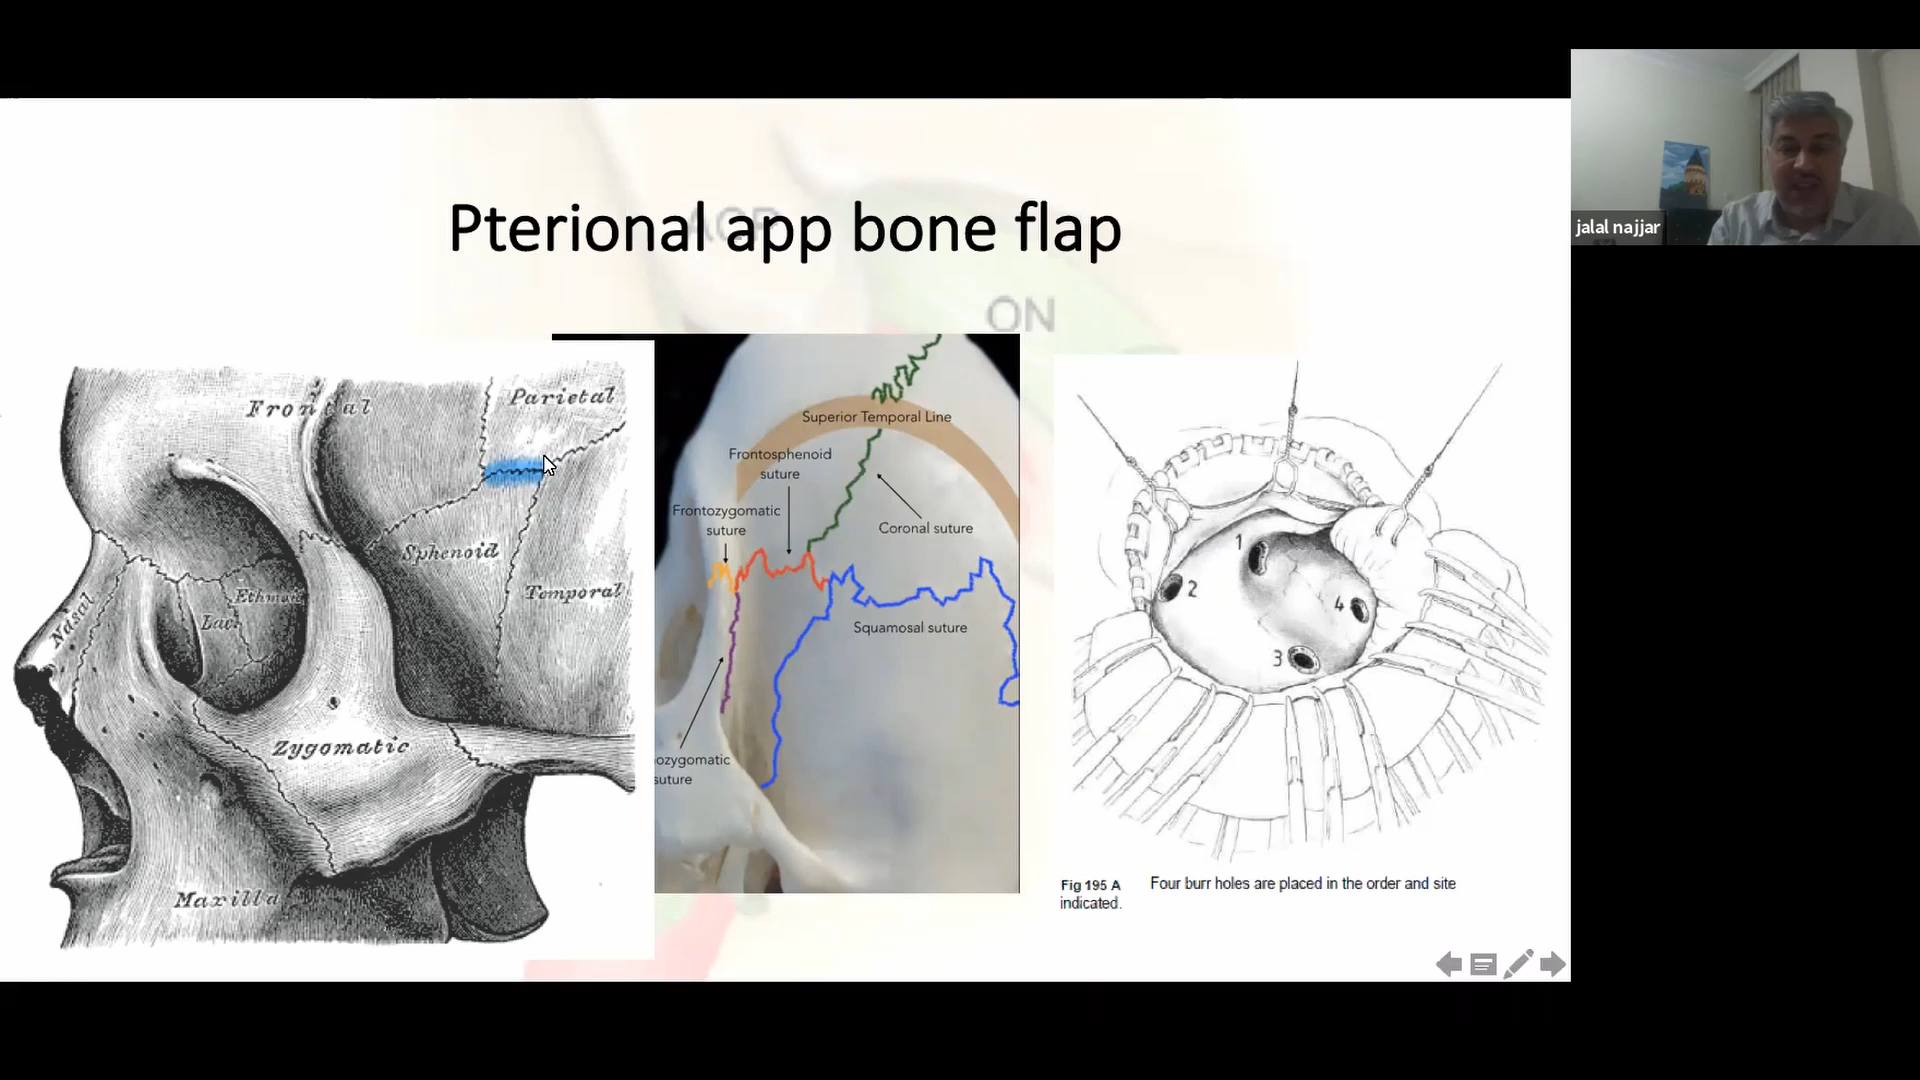 Pterional app bone flap
ON
jalal najjar
Frontal
Parietal
Sphenoid
Temporal
Nasal
Ethmoid
Lac.
Zygomatic
Maxilla
Superior Temporal Line
Frontosphenoid
suture
Frontozygomatic
suture
Coronal suture
Squamosal suture
ozygomatic
suture
1
2
3
4
Fig 195 A Four burr holes are placed in the order and site
indicated.